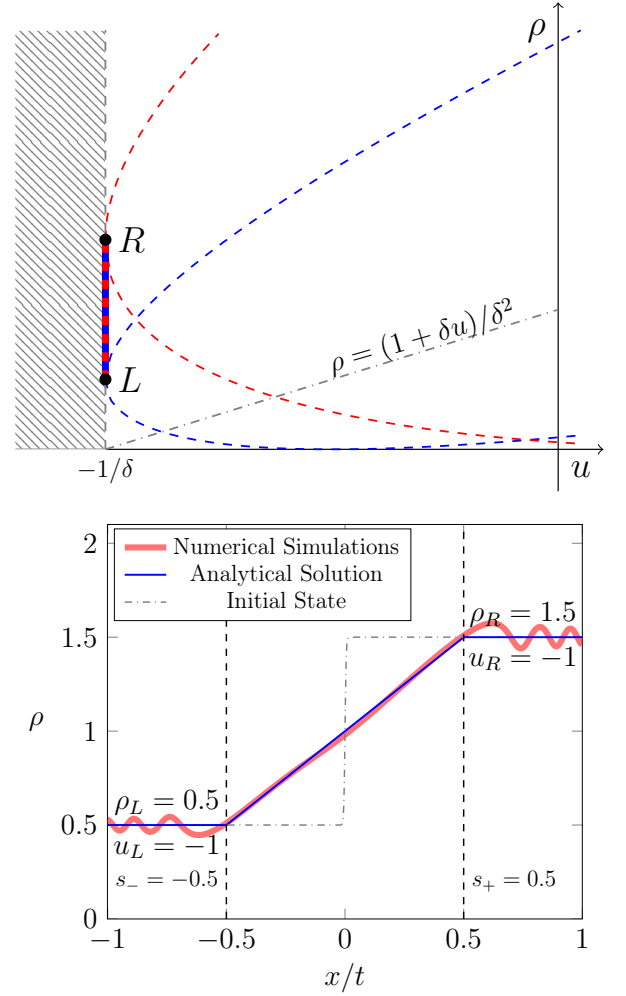 ρ
R
ρ = (1 + δu)/δ²
L
−1/δ
u
2
1.5
1
0.5
0
ρ
Numerical Simulations
Analytical Solution
Initial State
ρ_R = 1.5
u_R = −1
ρ_L = 0.5
u_L = −1
s_− = −0.5
s_+ = 0.5
−1
−0.5
0
0.5
1
x/t